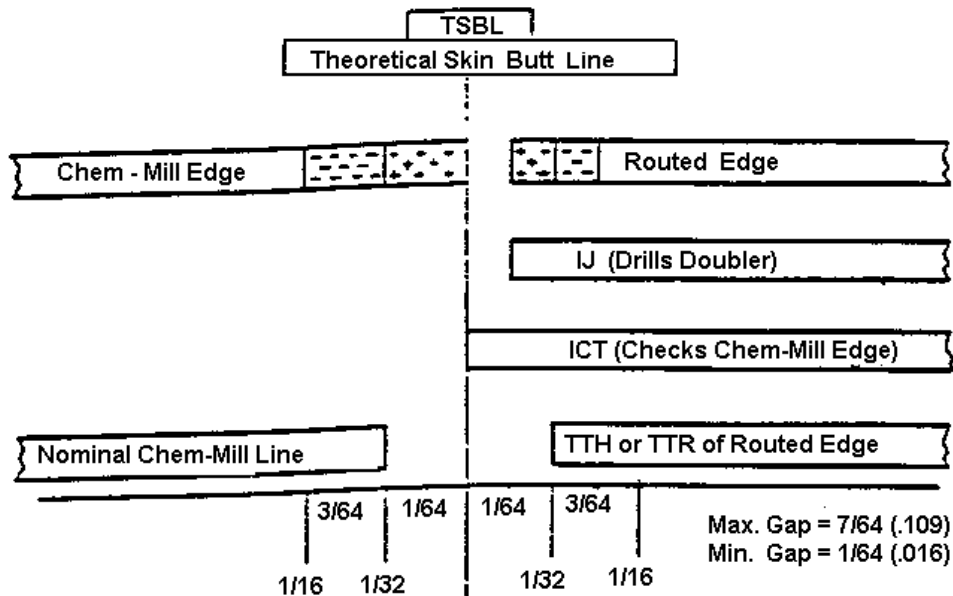 TSBL
Theoretical Skin Butt Line
Chem - Mill Edge
Routed Edge
IJ (Drills Doubler)
ICT (Checks Chem-Mill Edge)
Nominal Chem-Mill Line
TTH or TTR of Routed Edge
3/64 1/64 1/64 3/64
1/16 1/32 1/32 1/16
Max. Gap = 7/64 (.109)
Min. Gap = 1/64 (.016)